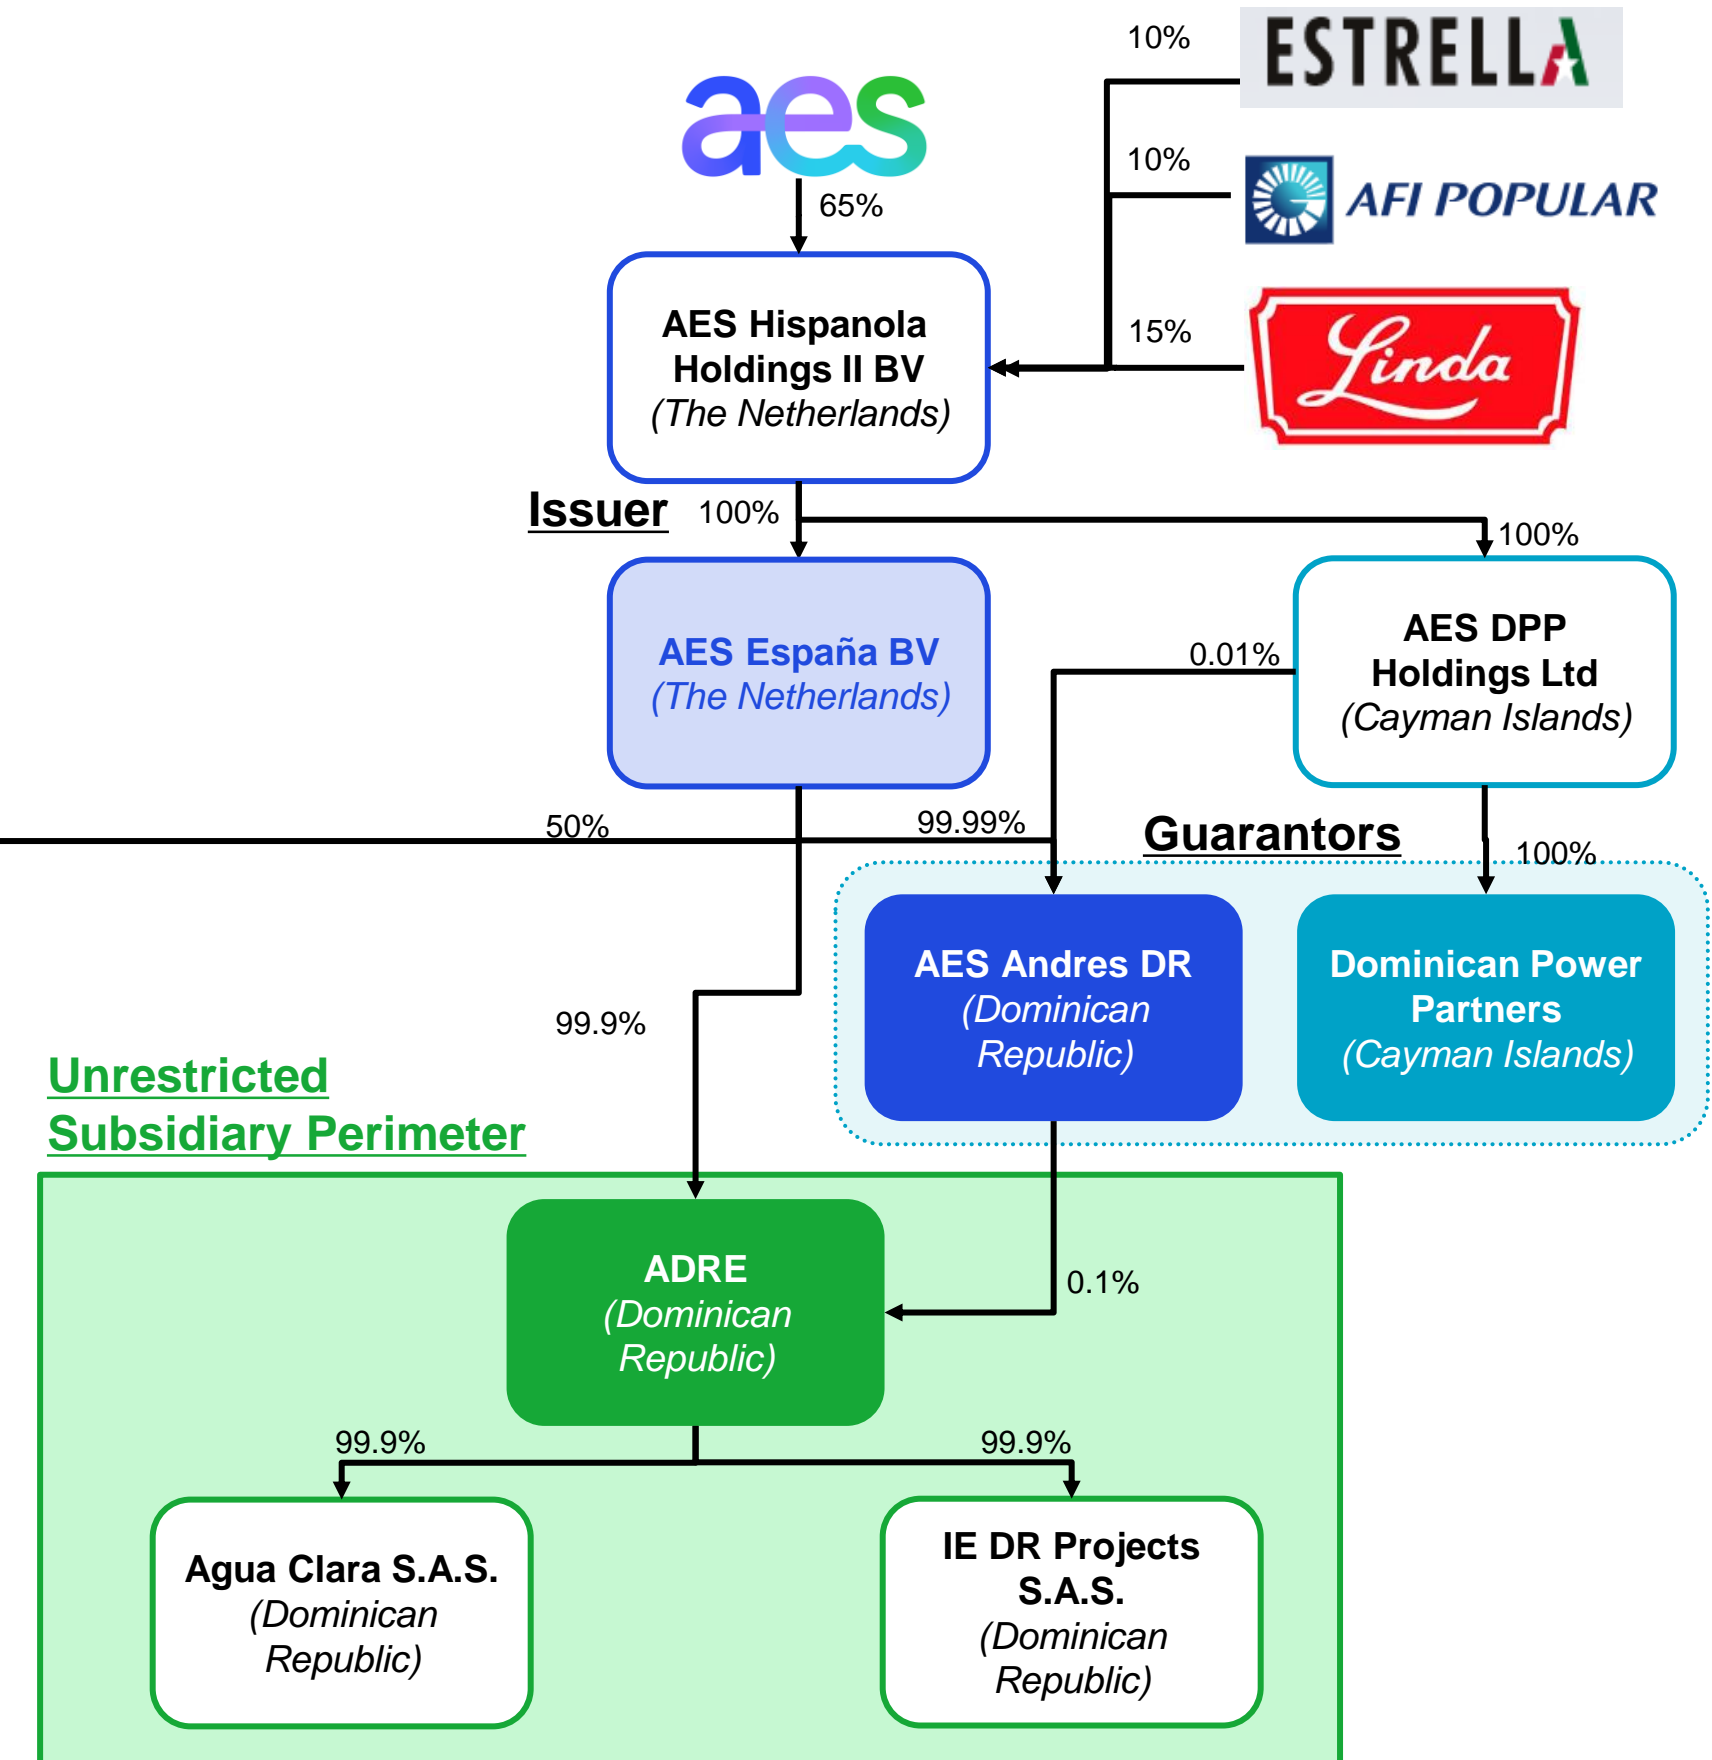 10%
ESTRELLA
aes
10%
AFI POPULAR
65%
15%
Linda
AES Hispanola
Holdings II BV
(The Netherlands)
Issuer
100%
100%
AES España BV
(The Netherlands)
0.01%
AES DPP
Holdings Ltd
(Cayman Islands)
50%
99.99%
Guarantors
100%
AES Andres DR
(Dominican
Republic)
Dominican Power
Partners
(Cayman Islands)
99.9%
Unrestricted
Subsidiary Perimeter
ADRE
(Dominican
Republic)
0.1%
99.9%
99.9%
Agua Clara S.A.S.
(Dominican
Republic)
IE DR Projects
S.A.S.
(Dominican
Republic)